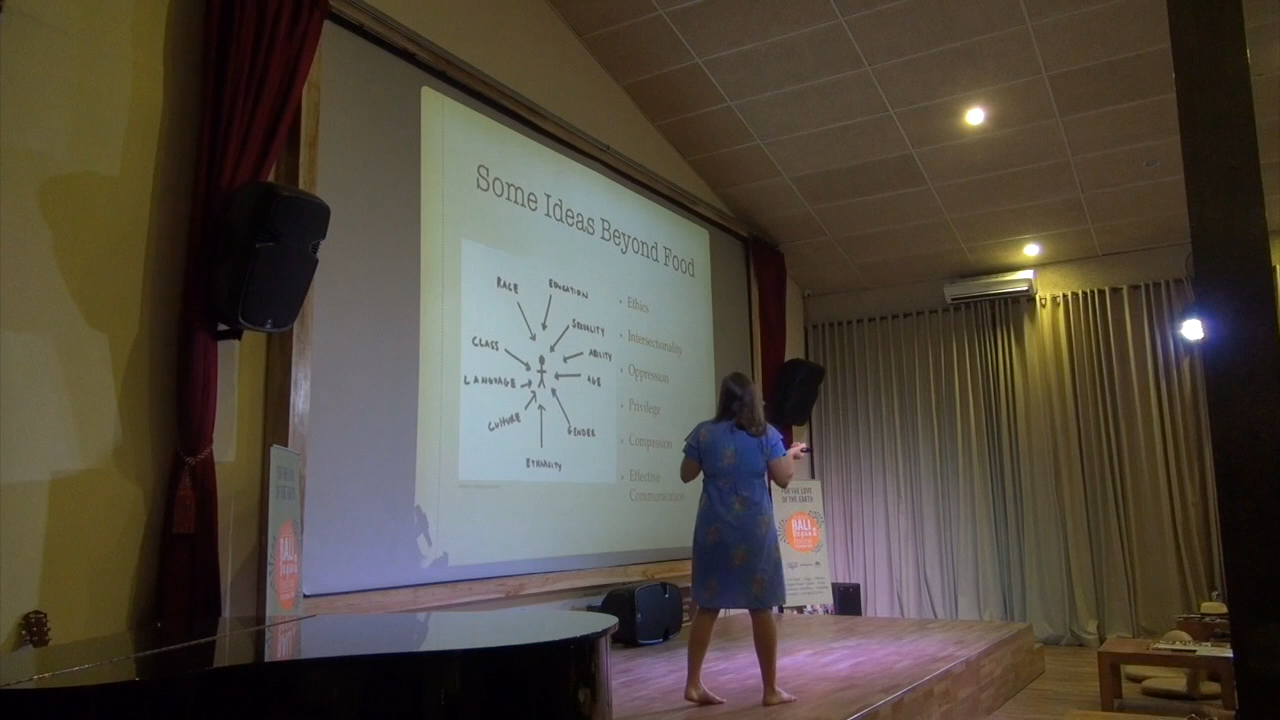 Some Ideas Beyond Food
RACE
EDUCATION
SEXUALITY
CLASS
ABILITY
LANGUAGE
AGE
CULTURE
GENDER
ETHNICITY
• Ethics
• Intersectionality
• Oppression
• Privilege
• Compassion
• Effective
Communication
FOR THE LOVE
OF THE EARTH
BALI
Vegan